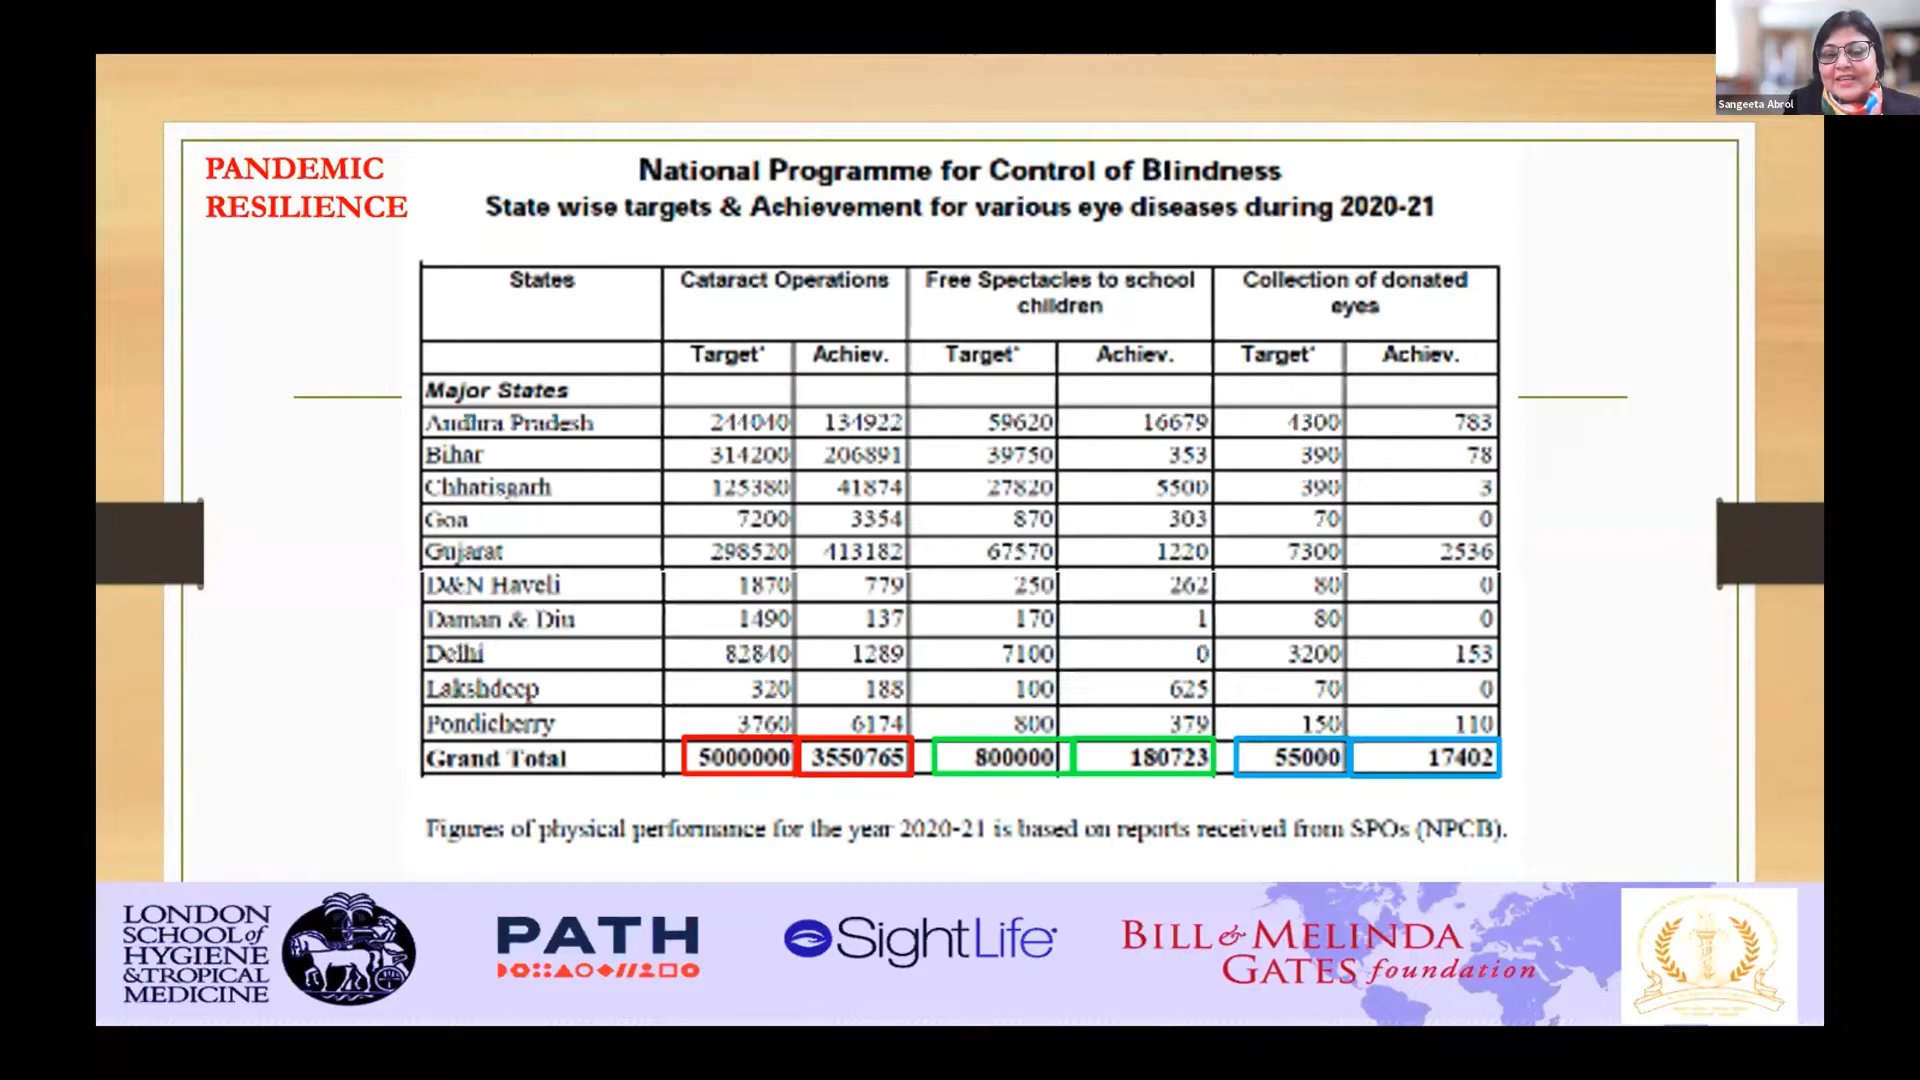 Sangeeta Abrol
PANDEMIC
RESILIENCE
National Programme for Control of Blindness
State wise targets & Achievement for various eye diseases during 2020-21
States Cataract Operations Free Spectacles to school children Collection of donated eyes
Target* Achiev. Target* Achiev. Target* Achiev.
Major States
Andhra Pradesh 244040 134922 59620 16679 4300 783
Bihar 314200 206891 39750 353 390 78
Chhatisgarh 125380 41874 27820 5500 390 3
Goa 7200 3354 870 303 70 0
Gujarat 298520 413182 67570 1220 7300 2536
D&N Haveli 1870 779 250 262 80 0
Daman & Diu 1490 137 170 1 80 0
Delhi 82840 1289 7100 0 3200 153
Lakshdeep 320 188 100 625 70 0
Pondicherry 3760 6174 800 379 150 110
Grand Total 5000000 3550765 800000 180723 55000 17402
Figures of physical performance for the year 2020-21 is based on reports received from SPOs (NPCB).
LONDON
SCHOOL of
HYGIENE
& TROPICAL
MEDICINE
PATH
SightLife
BILL & MELINDA
GATES foundation